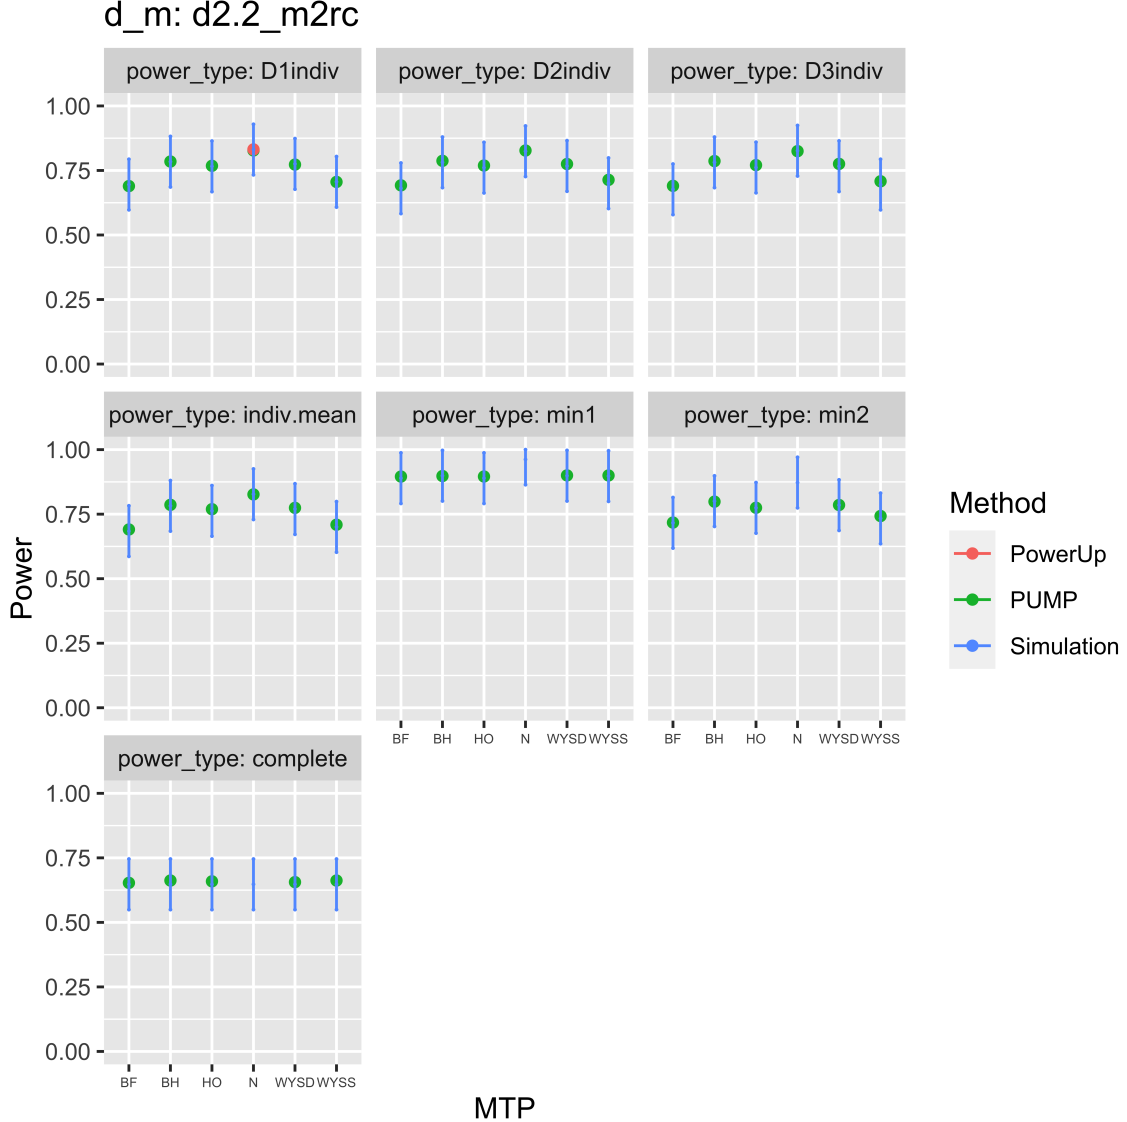 d_m: d2.2_m2rc
power_type: D1indiv
power_type: D2indiv
power_type: D3indiv
1.00
0.75
0.50
0.25
0.00
power_type: indiv.mean
power_type: min1
power_type: min2
1.00
0.75
0.50
0.25
0.00
BF BH HO N WYSD WYSS
BF BH HO N WYSD WYSS
power_type: complete
1.00
0.75
0.50
0.25
0.00
BF BH HO N WYSD WYSS
Power
MTP
Method
PowerUp
PUMP
Simulation